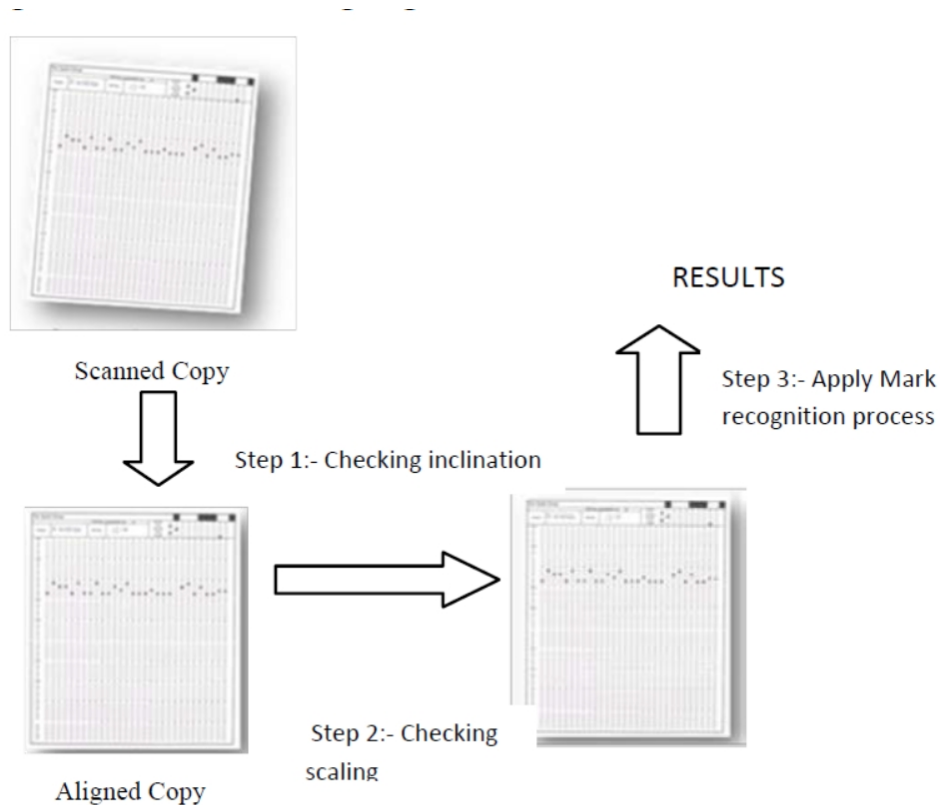 Scanned Copy
Step 1:- Checking inclination
Aligned Copy
Step 2:- Checking
scaling
Step 3:- Apply Mark
recognition process
RESULTS